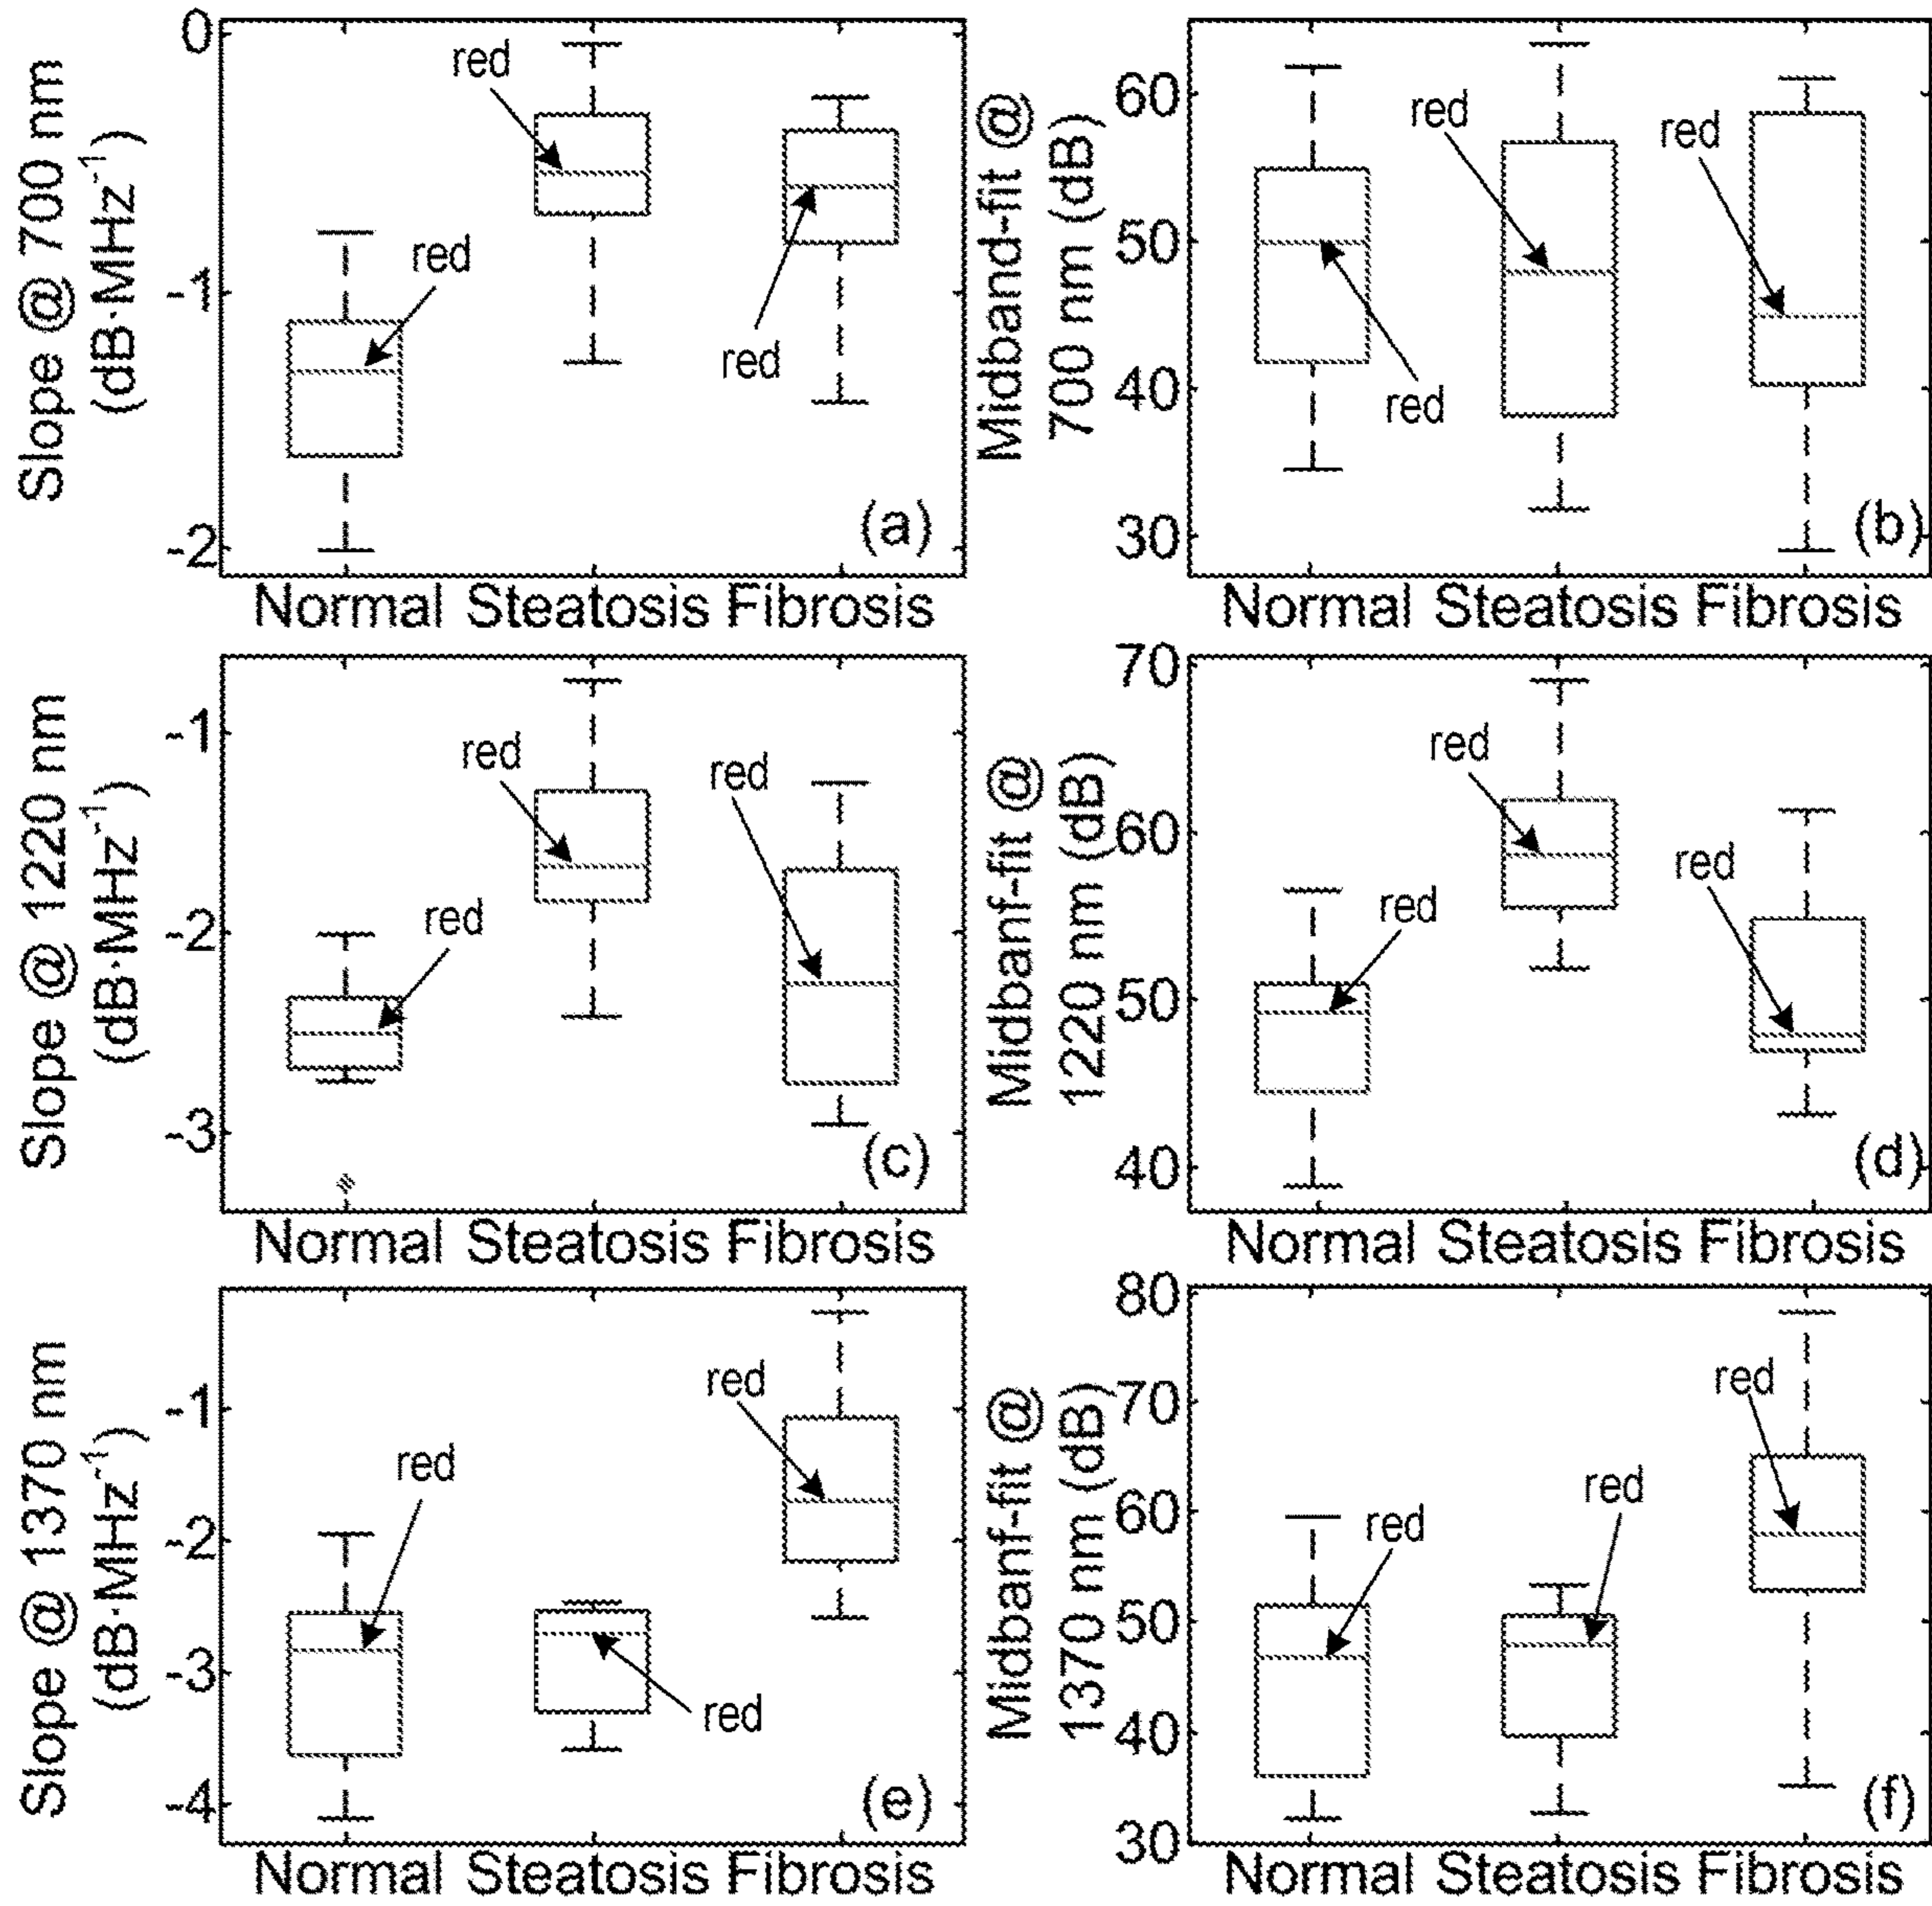 Slope @ 700 nm
(dB·MHz⁻¹)
0
-1
-2
red
red
red
(a)
Normal Steatosis Fibrosis
Midband-fit @
700 nm (dB)
60
50
40
30
red
red
red
(b)
Normal Steatosis Fibrosis
Slope @ 1220 nm
(dB·MHz⁻¹)
-1
-2
-3
red
red
red
(c)
Normal Steatosis Fibrosis
Midbanf-fit @
1220 nm (dB)
70
60
50
40
red
red
red
(d)
Normal Steatosis Fibrosis
Slope @ 1370 nm
(dB·MHz⁻¹)
-1
-2
-3
-4
red
red
red
(e)
Normal Steatosis Fibrosis
Midbanf-fit @
1370 nm (dB)
80
70
60
50
40
30
red
red
red
(f)
Normal Steatosis Fibrosis